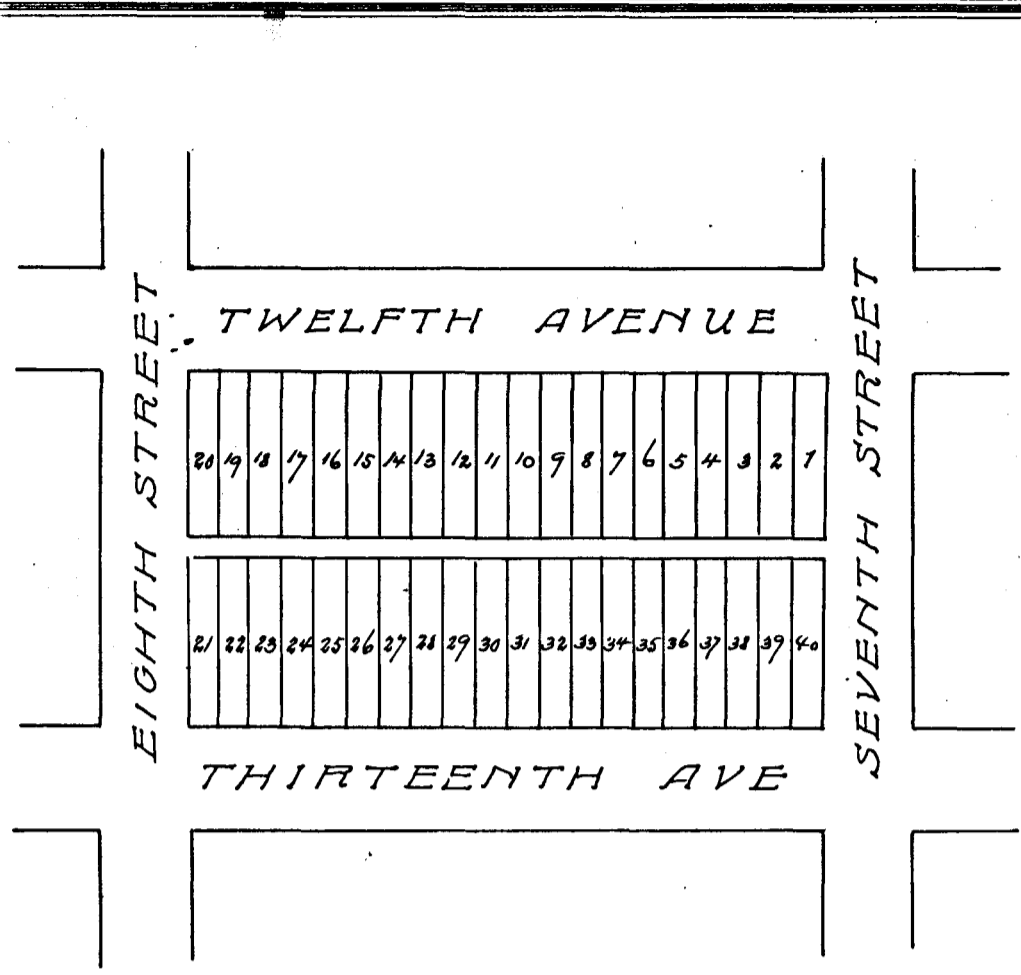 TWELFTH AVENUE
EIGHTH STREET
SEVENTH STREET
20 19 18 17 16 15 14 13 12 11 10 9 8 7 6 5 4 3 2 1
21 22 23 24 25 26 27 28 29 30 31 32 33 34 35 36 37 38 39 40
THIRTEENTH AVE